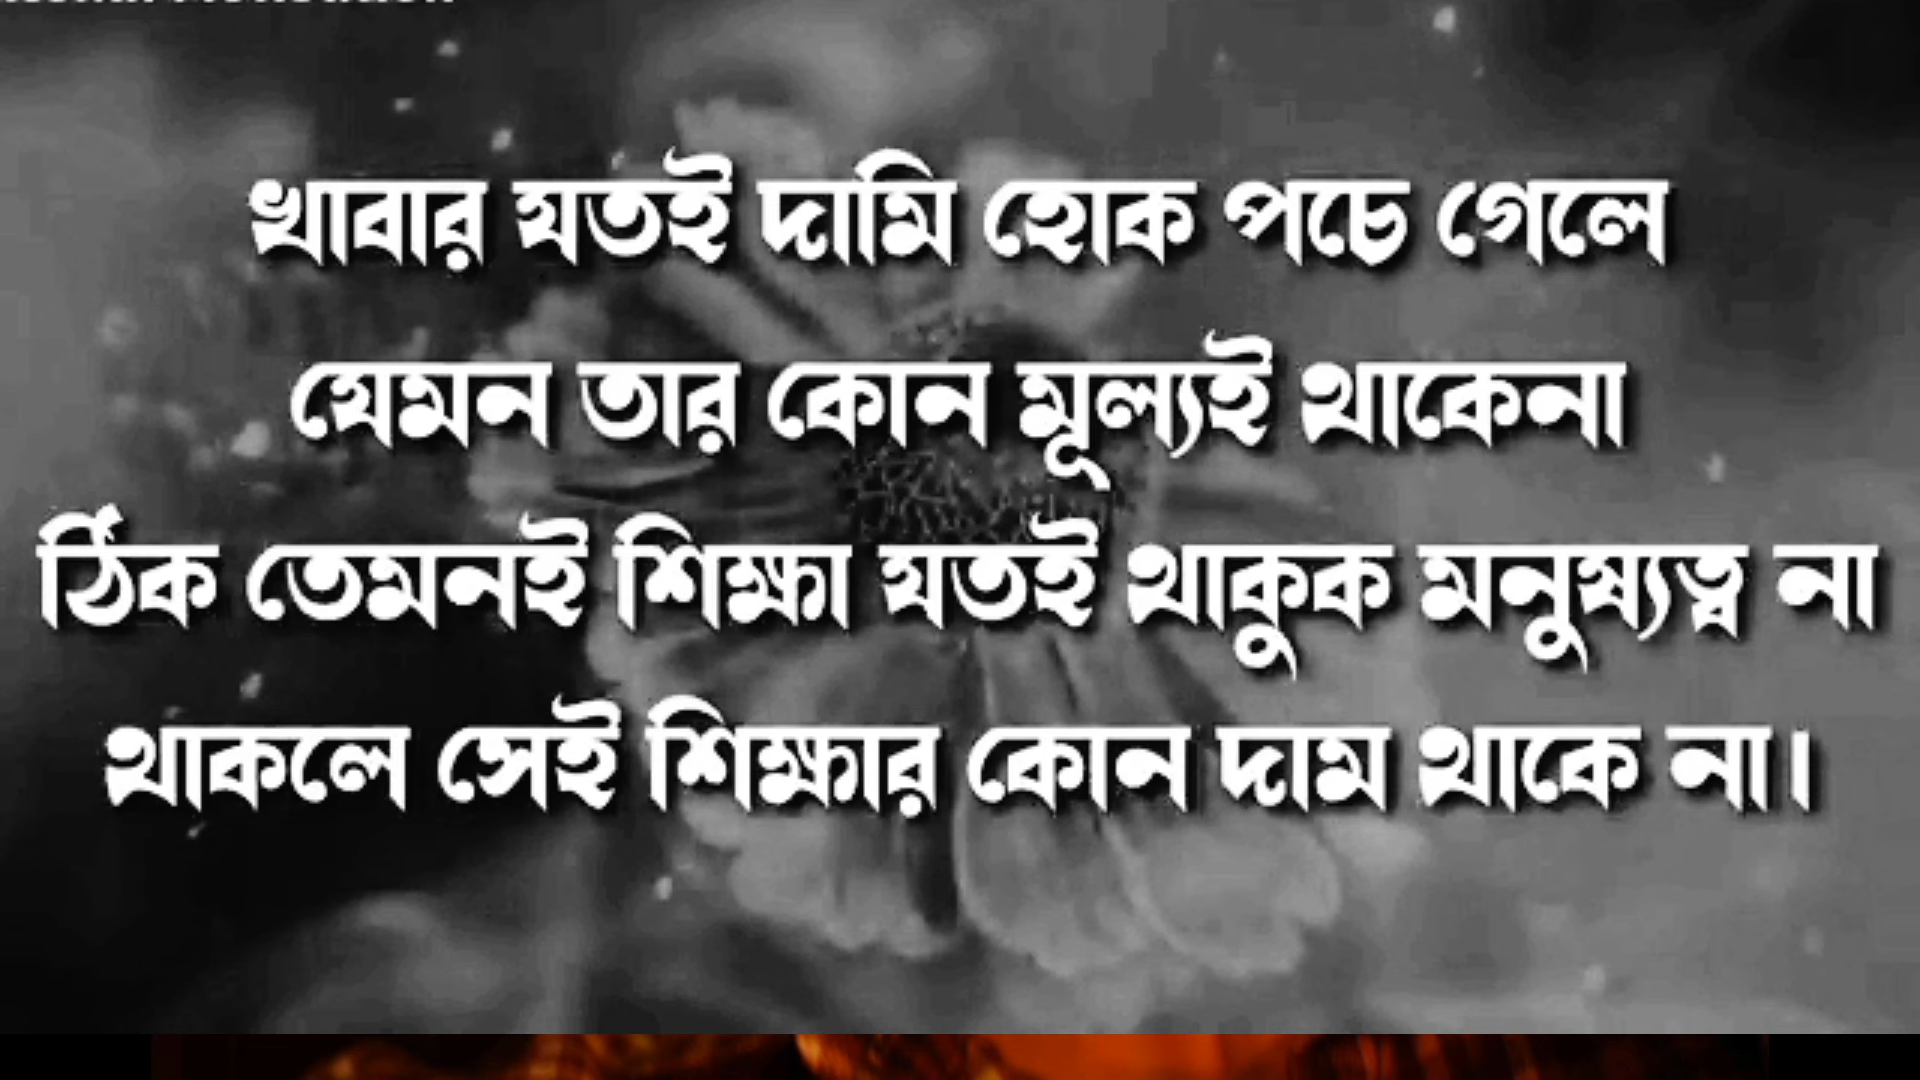 খাবার যতই দামি হোক পচে গেলে
যেমন তার কোন মূল্যই থাকেনা
ঠিক তেমনই শিক্ষা যতই থাকুক মনুষ্যত্ব না
থাকলে সেই শিক্ষার কোন দাম থাকে না।